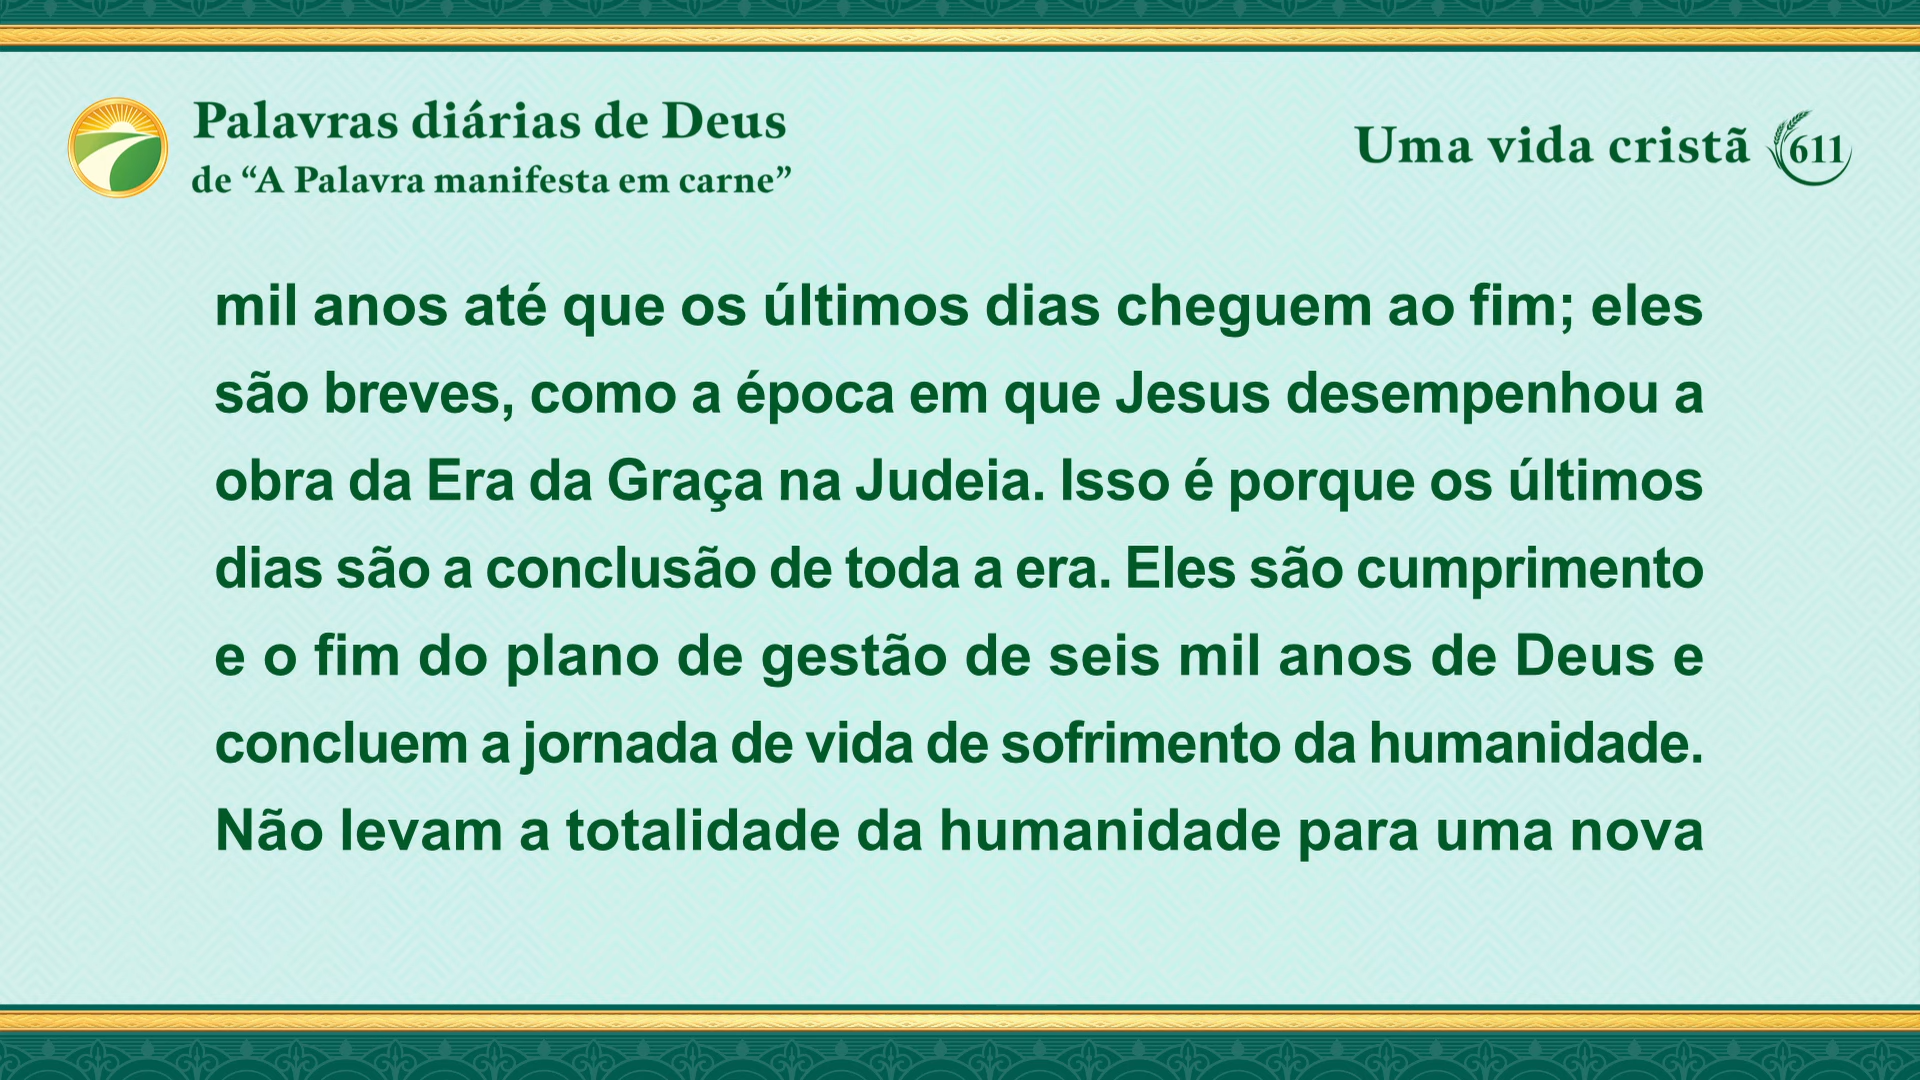 Palavras diárias de Deus
de “A Palavra manifesta em carne”
Uma vida cristã 611
mil anos até que os últimos dias cheguem ao fim; eles
são breves, como a época em que Jesus desempenhou a
obra da Era da Graça na Judeia. Isso é porque os últimos
dias são a conclusão de toda a era. Eles são cumprimento
e o fim do plano de gestão de seis mil anos de Deus e
concluem a jornada de vida de sofrimento da humanidade.
Não levam a totalidade da humanidade para uma nova